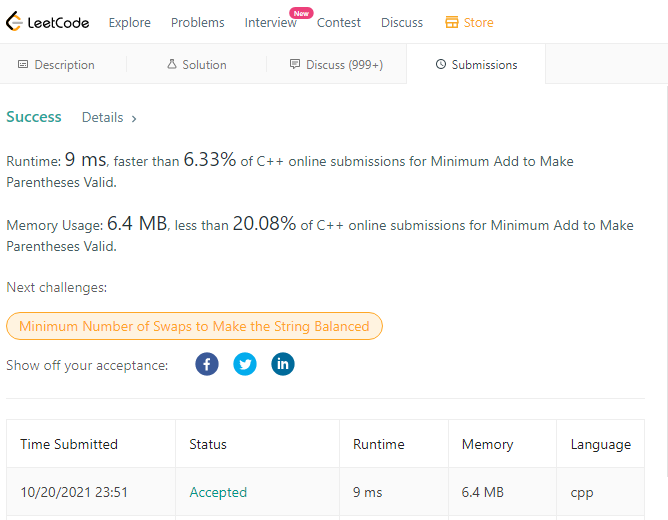 LeetCode Explore Problems Interview New Contest Discuss Store
Description Solution Discuss (999+) Submissions
Success Details >
Runtime: 9 ms, faster than 6.33% of C++ online submissions for Minimum Add to Make
Parentheses Valid.
Memory Usage: 6.4 MB, less than 20.08% of C++ online submissions for Minimum Add to Make
Parentheses Valid.
Next challenges:
Minimum Number of Swaps to Make the String Balanced
Show off your acceptance:
Time Submitted Status Runtime Memory Language
10/20/2021 23:51 Accepted 9 ms 6.4 MB cpp